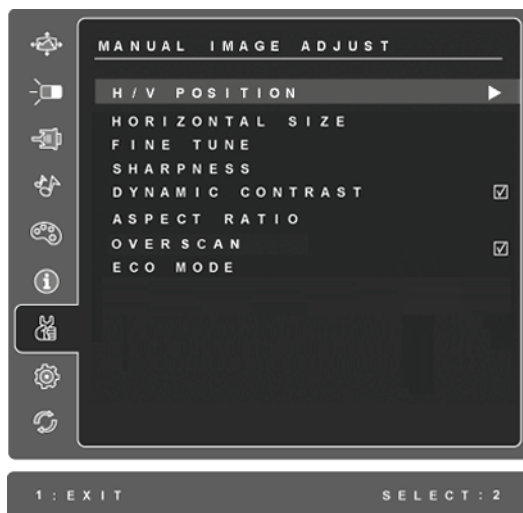 MANUAL IMAGE ADJUST
H/V POSITION
HORIZONTAL SIZE
FINE TUNE
SHARPNESS
DYNAMIC CONTRAST
ASPECT RATIO
OVERSCAN
ECO MODE
1:EXIT SELECT:2